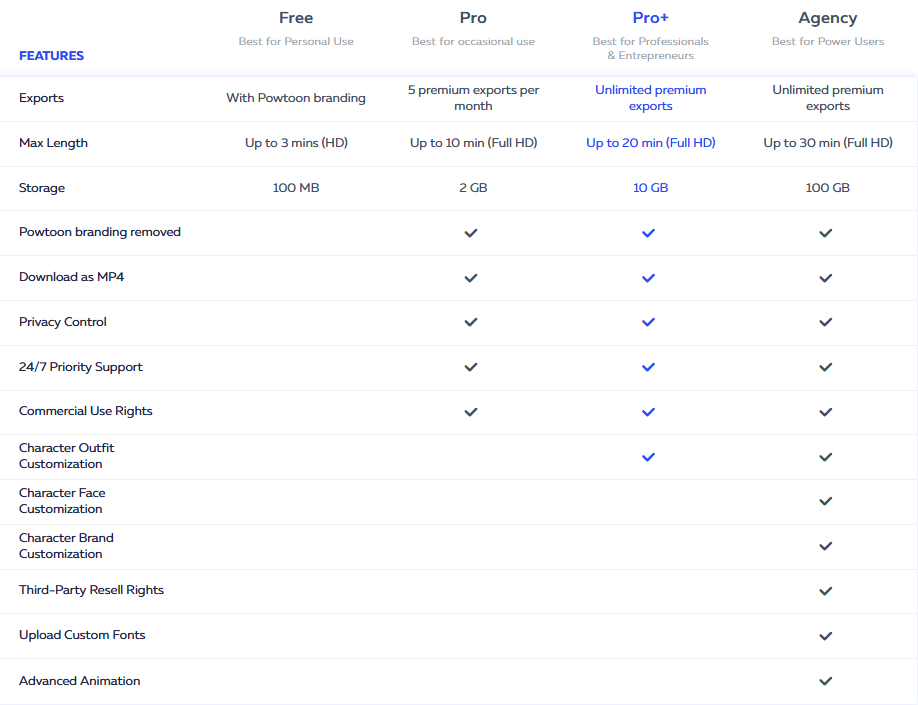 Free Pro Pro+ Agency
Best for Personal Use Best for occasional use Best for Professionals Best for Power Users
& Entrepreneurs
FEATURES
Exports With Powtoon branding 5 premium exports per Unlimited premium Unlimited premium
month exports exports
Max Length Up to 3 mins (HD) Up to 10 min (Full HD) Up to 20 min (Full HD) Up to 30 min (Full HD)
Storage 100 MB 2 GB 10 GB 100 GB
Powtoon branding removed
Download as MP4
Privacy Control
24/7 Priority Support
Commercial Use Rights
Character Outfit
Customization
Character Face
Customization
Character Brand
Customization
Third-Party Resell Rights
Upload Custom Fonts
Advanced Animation